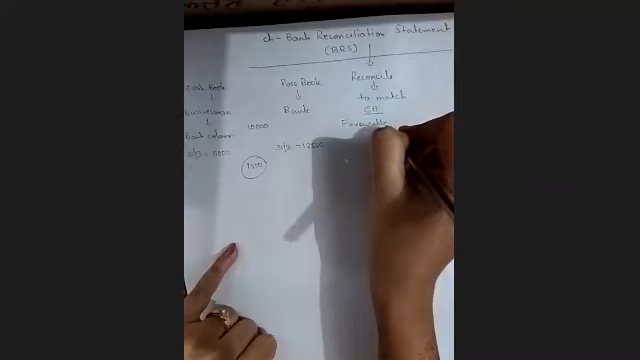 ch - Bank Reconciliation Statement
(BRS)
Cash Book
Pass Book
Reconcile
to match
Businessman
Bank
CB
10000
Favourable
Bank column
31/3 = 11000
31/3 = 12500
1500